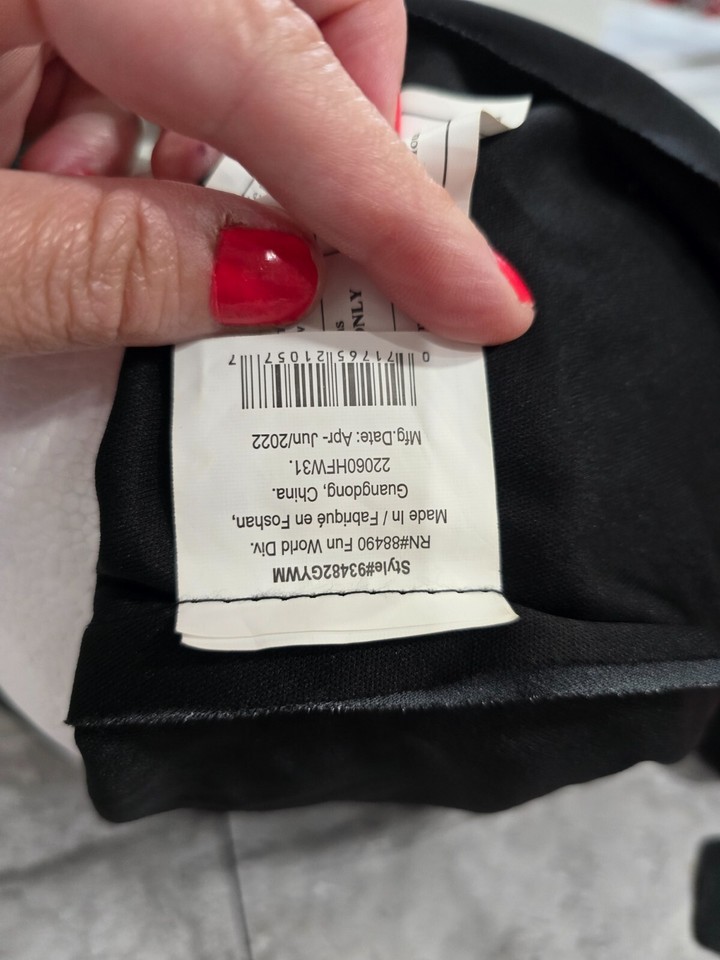 Style#93482GYWM
RN#88490 Fun World Div.
Made In / Fabriqué en Foshan,
Guangdong, China.
22060HFW31.
Mfg.Date: Apr- Jun/2022
0 71765 21057 7
ONLY